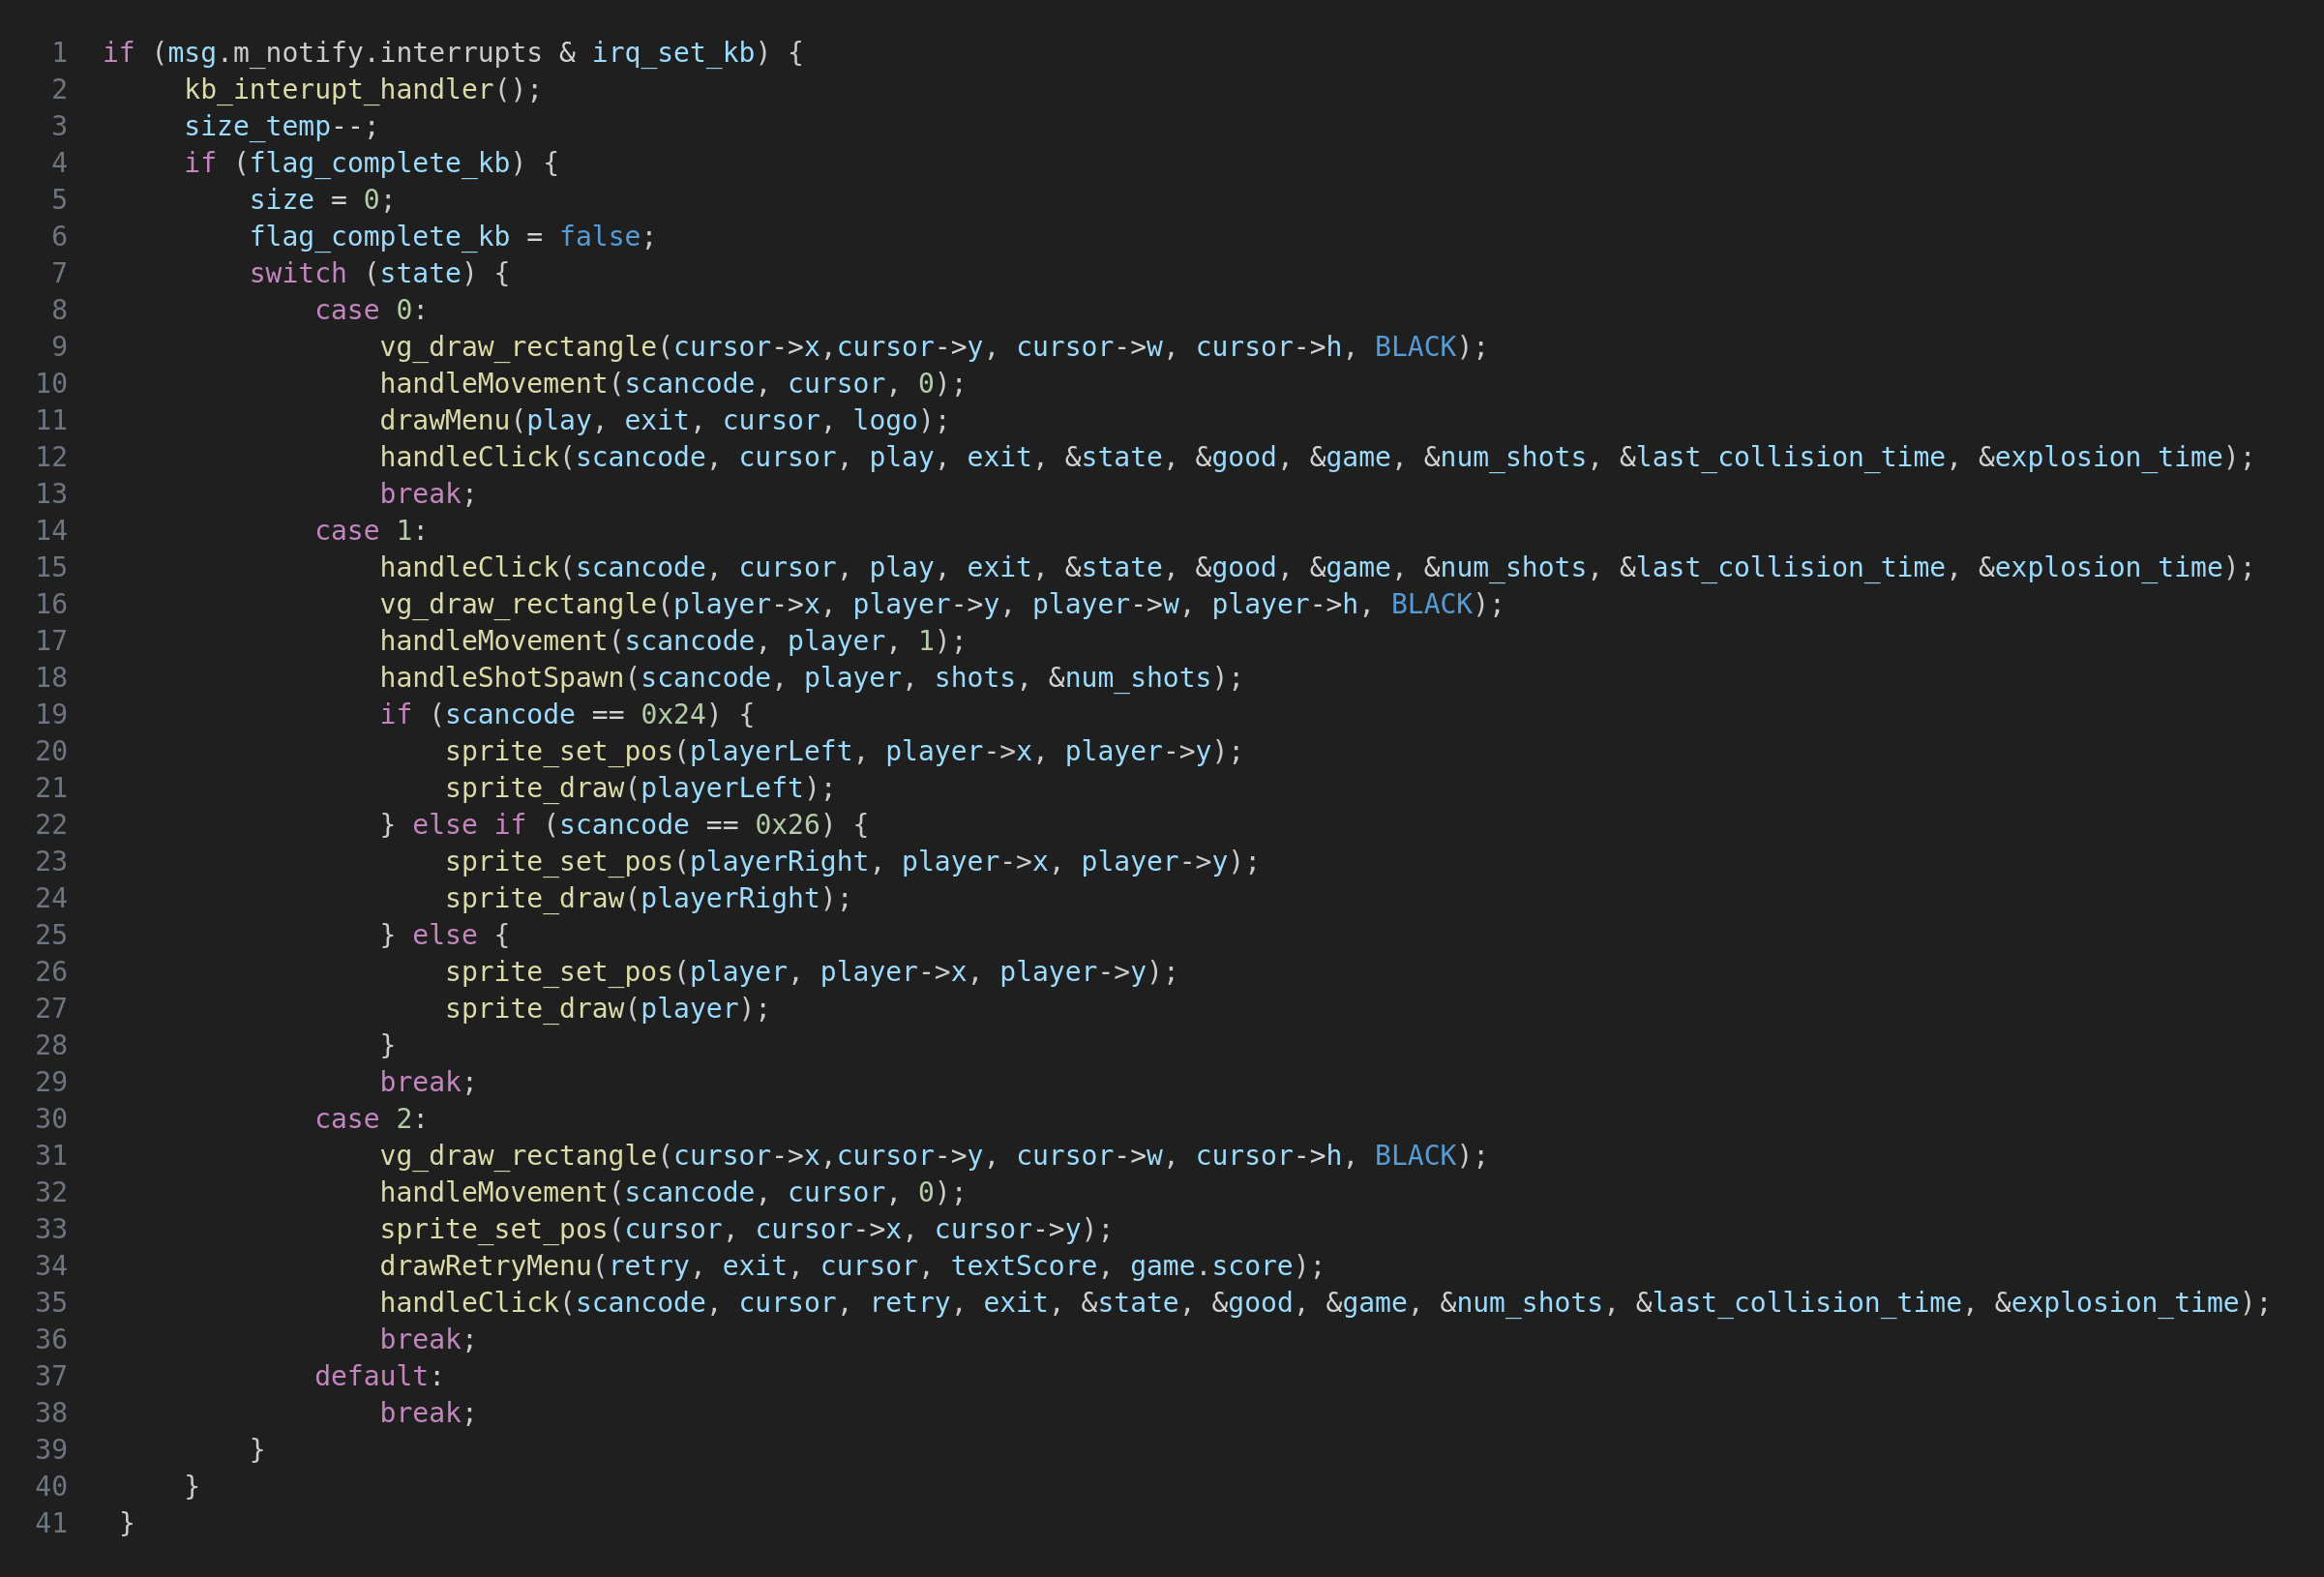 1 if (msg.m_notify.interrupts & irq_set_kb) {
2 kb_interupt_handler();
3 size_temp--;
4 if (flag_complete_kb) {
5 size = 0;
6 flag_complete_kb = false;
7 switch (state) {
8 case 0:
9 vg_draw_rectangle(cursor->x,cursor->y, cursor->w, cursor->h, BLACK);
10 handleMovement(scancode, cursor, 0);
11 drawMenu(play, exit, cursor, logo);
12 handleClick(scancode, cursor, play, exit, &state, &good, &game, &num_shots, &last_collision_time, &explosion_time);
13 break;
14 case 1:
15 handleClick(scancode, cursor, play, exit, &state, &good, &game, &num_shots, &last_collision_time, &explosion_time);
16 vg_draw_rectangle(player->x, player->y, player->w, player->h, BLACK);
17 handleMovement(scancode, player, 1);
18 handleShotSpawn(scancode, player, shots, &num_shots);
19 if (scancode == 0x24) {
20 sprite_set_pos(playerLeft, player->x, player->y);
21 sprite_draw(playerLeft);
22 } else if (scancode == 0x26) {
23 sprite_set_pos(playerRight, player->x, player->y);
24 sprite_draw(playerRight);
25 } else {
26 sprite_set_pos(player, player->x, player->y);
27 sprite_draw(player);
28 }
29 break;
30 case 2:
31 vg_draw_rectangle(cursor->x,cursor->y, cursor->w, cursor->h, BLACK);
32 handleMovement(scancode, cursor, 0);
33 sprite_set_pos(cursor, cursor->x, cursor->y);
34 drawRetryMenu(retry, exit, cursor, textScore, game.score);
35 handleClick(scancode, cursor, retry, exit, &state, &good, &game, &num_shots, &last_collision_time, &explosion_time);
36 break;
37 default:
38 break;
39 }
40 }
41 }